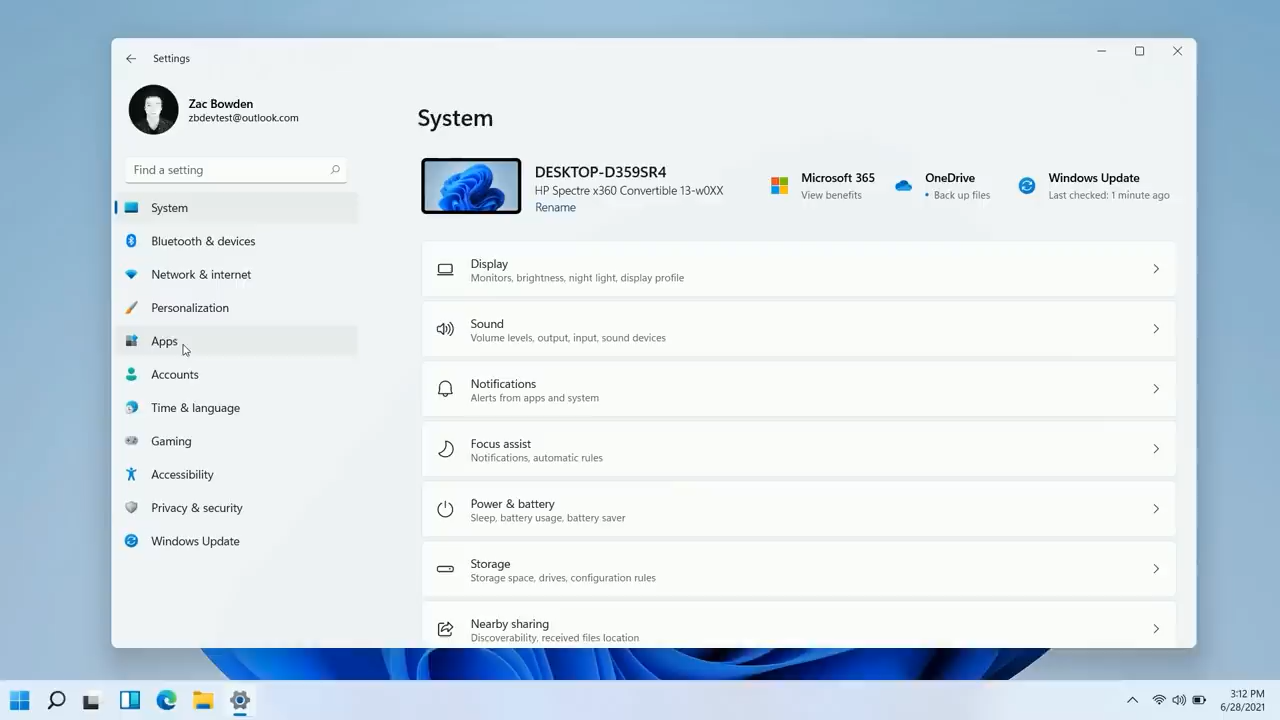 Settings
Zac Bowden
zbdevtest@outlook.com
Find a setting
System
Bluetooth & devices
Network & internet
Personalization
Apps
Accounts
Time & language
Gaming
Accessibility
Privacy & security
Windows Update
System
DESKTOP-D359SR4
HP Spectre x360 Convertible 13-w0XX
Rename
Microsoft 365
View benefits
OneDrive
• Back up files
Windows Update
Last checked: 1 minute ago
Display
Monitors, brightness, night light, display profile
Sound
Volume levels, output, input, sound devices
Notifications
Alerts from apps and system
Focus assist
Notifications, automatic rules
Power & battery
Sleep, battery usage, battery saver
Storage
Storage space, drives, configuration rules
Nearby sharing
Discoverability, received files location
3:12 PM
6/28/2021